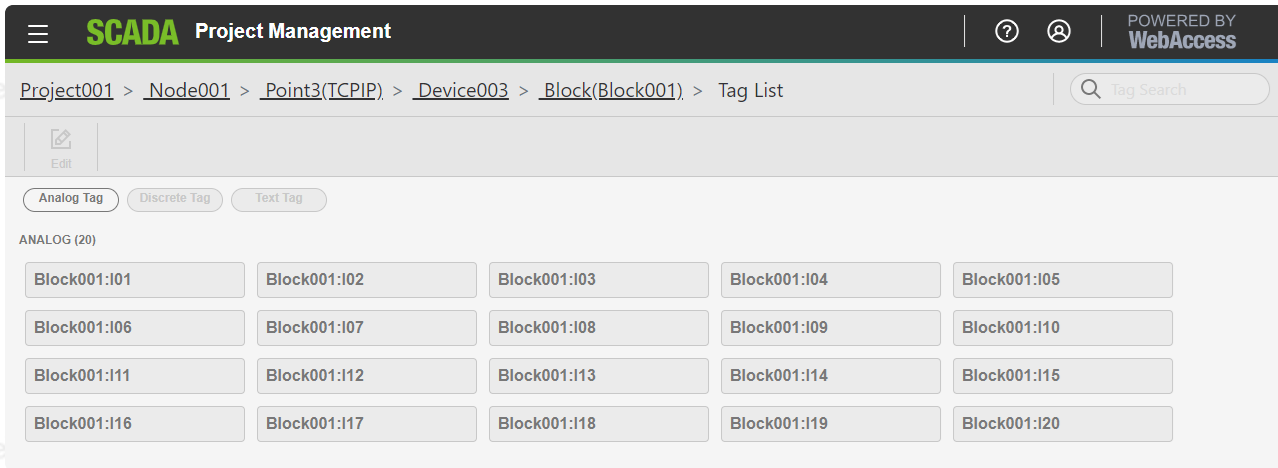 SCADA Project Management POWERED BY
WebAccess
Project001 > Node001 > Point3(TCPIP) > Device003 > Block(Block001) > Tag List Tag Search
Edit
Analog Tag Discrete Tag Text Tag
ANALOG (20)
Block001:I01 Block001:I02 Block001:I03 Block001:I04 Block001:I05
Block001:I06 Block001:I07 Block001:I08 Block001:I09 Block001:I10
Block001:I11 Block001:I12 Block001:I13 Block001:I14 Block001:I15
Block001:I16 Block001:I17 Block001:I18 Block001:I19 Block001:I20